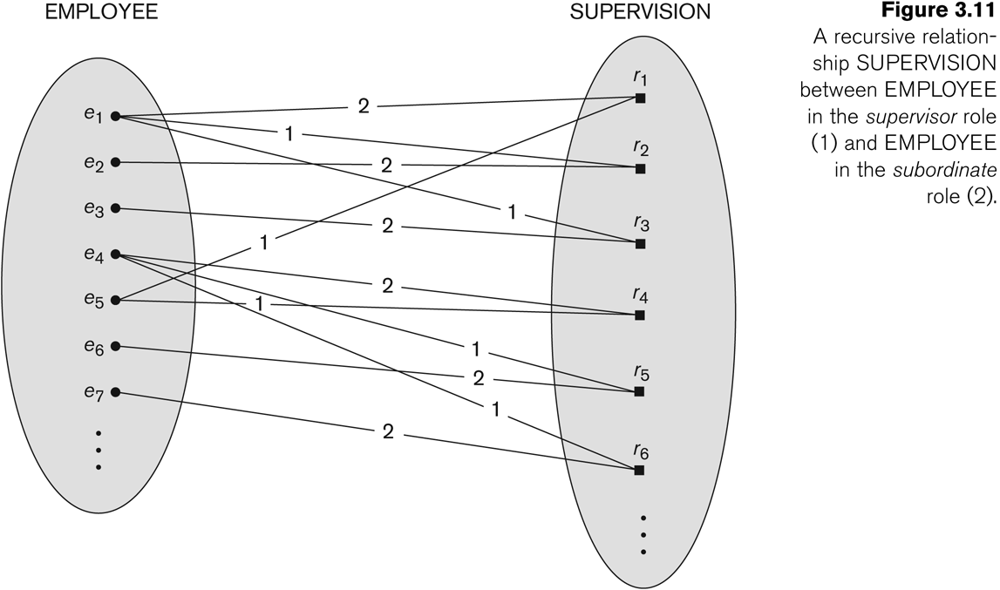 EMPLOYEE
SUPERVISION
Figure 3.11
A recursive relation-
ship SUPERVISION
between EMPLOYEE
in the supervisor role
(1) and EMPLOYEE
in the subordinate
role (2).
e1
e2
e3
e4
e5
e6
e7
2
1
2
1
2
1
2
1
1
2
1
2
r1
r2
r3
r4
r5
r6